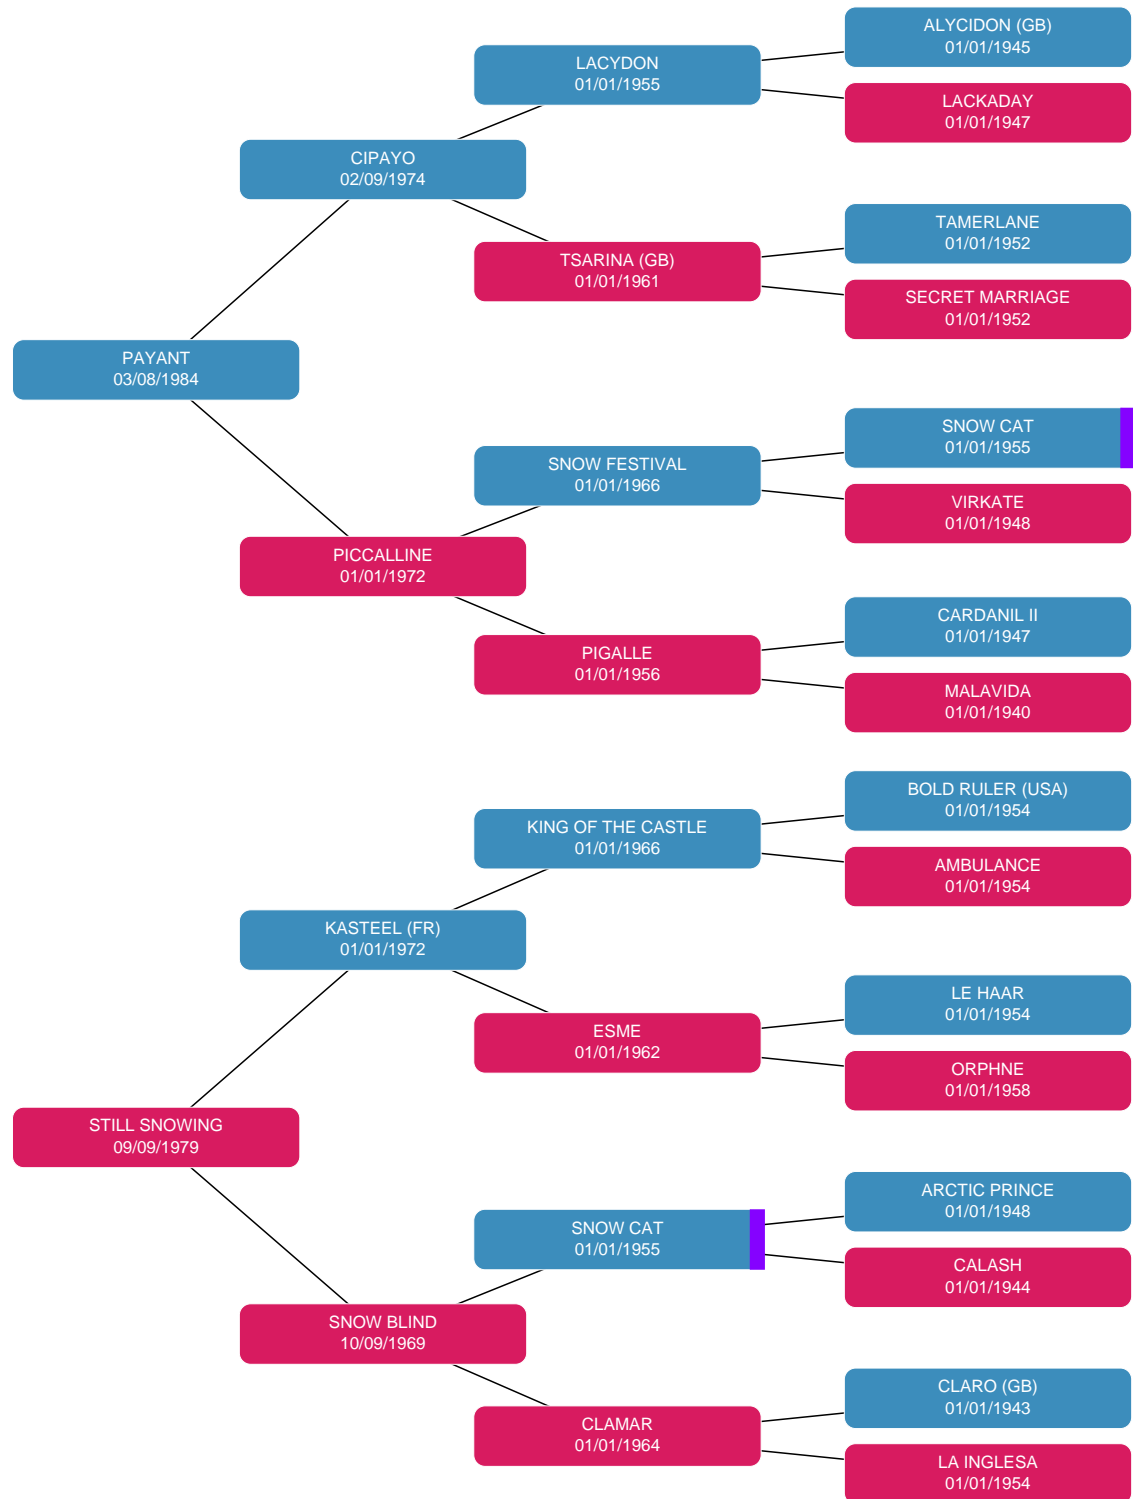 ALYCIDON (GB)
01/01/1945
LACYDON
01/01/1955
LACKADAY
01/01/1947
CIPAYO
02/09/1974
TAMERLANE
01/01/1952
TSARINA (GB)
01/01/1961
SECRET MARRIAGE
01/01/1952
PAYANT
03/08/1984
SNOW CAT
01/01/1955
SNOW FESTIVAL
01/01/1966
VIRKATE
01/01/1948
PICCALLINE
01/01/1972
CARDANIL II
01/01/1947
PIGALLE
01/01/1956
MALAVIDA
01/01/1940
BOLD RULER (USA)
01/01/1954
KING OF THE CASTLE
01/01/1966
AMBULANCE
01/01/1954
KASTEEL (FR)
01/01/1972
LE HAAR
01/01/1954
ESME
01/01/1962
ORPHNE
01/01/1958
STILL SNOWING
09/09/1979
ARCTIC PRINCE
01/01/1948
SNOW CAT
01/01/1955
CALASH
01/01/1944
SNOW BLIND
10/09/1969
CLARO (GB)
01/01/1943
CLAMAR
01/01/1964
LA INGLESA
01/01/1954